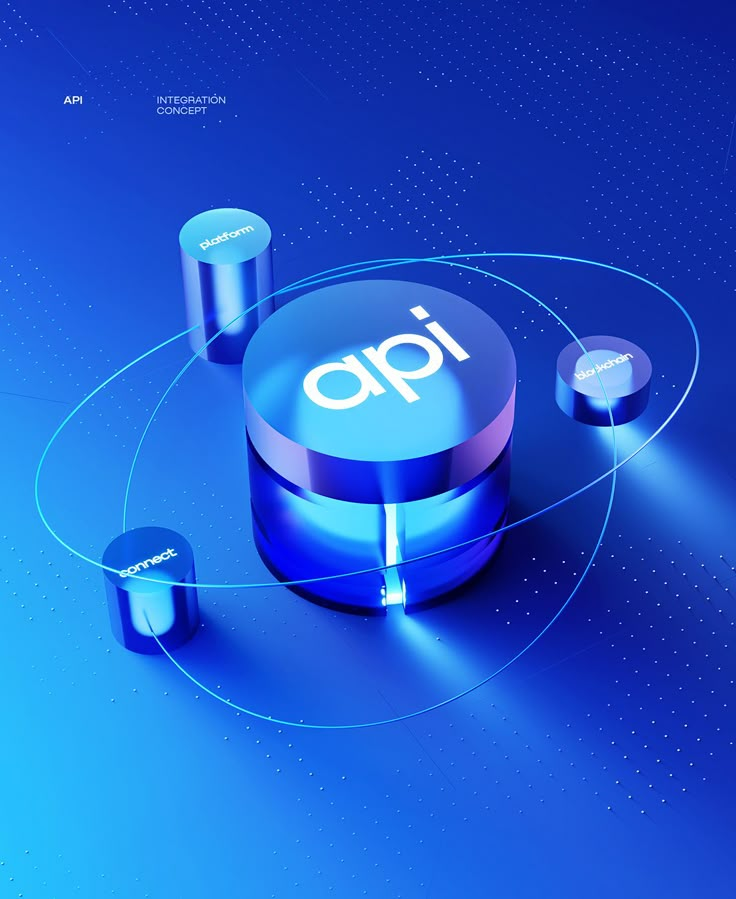 API
INTEGRATION
CONCEPT
platform
api
blockchain
connect